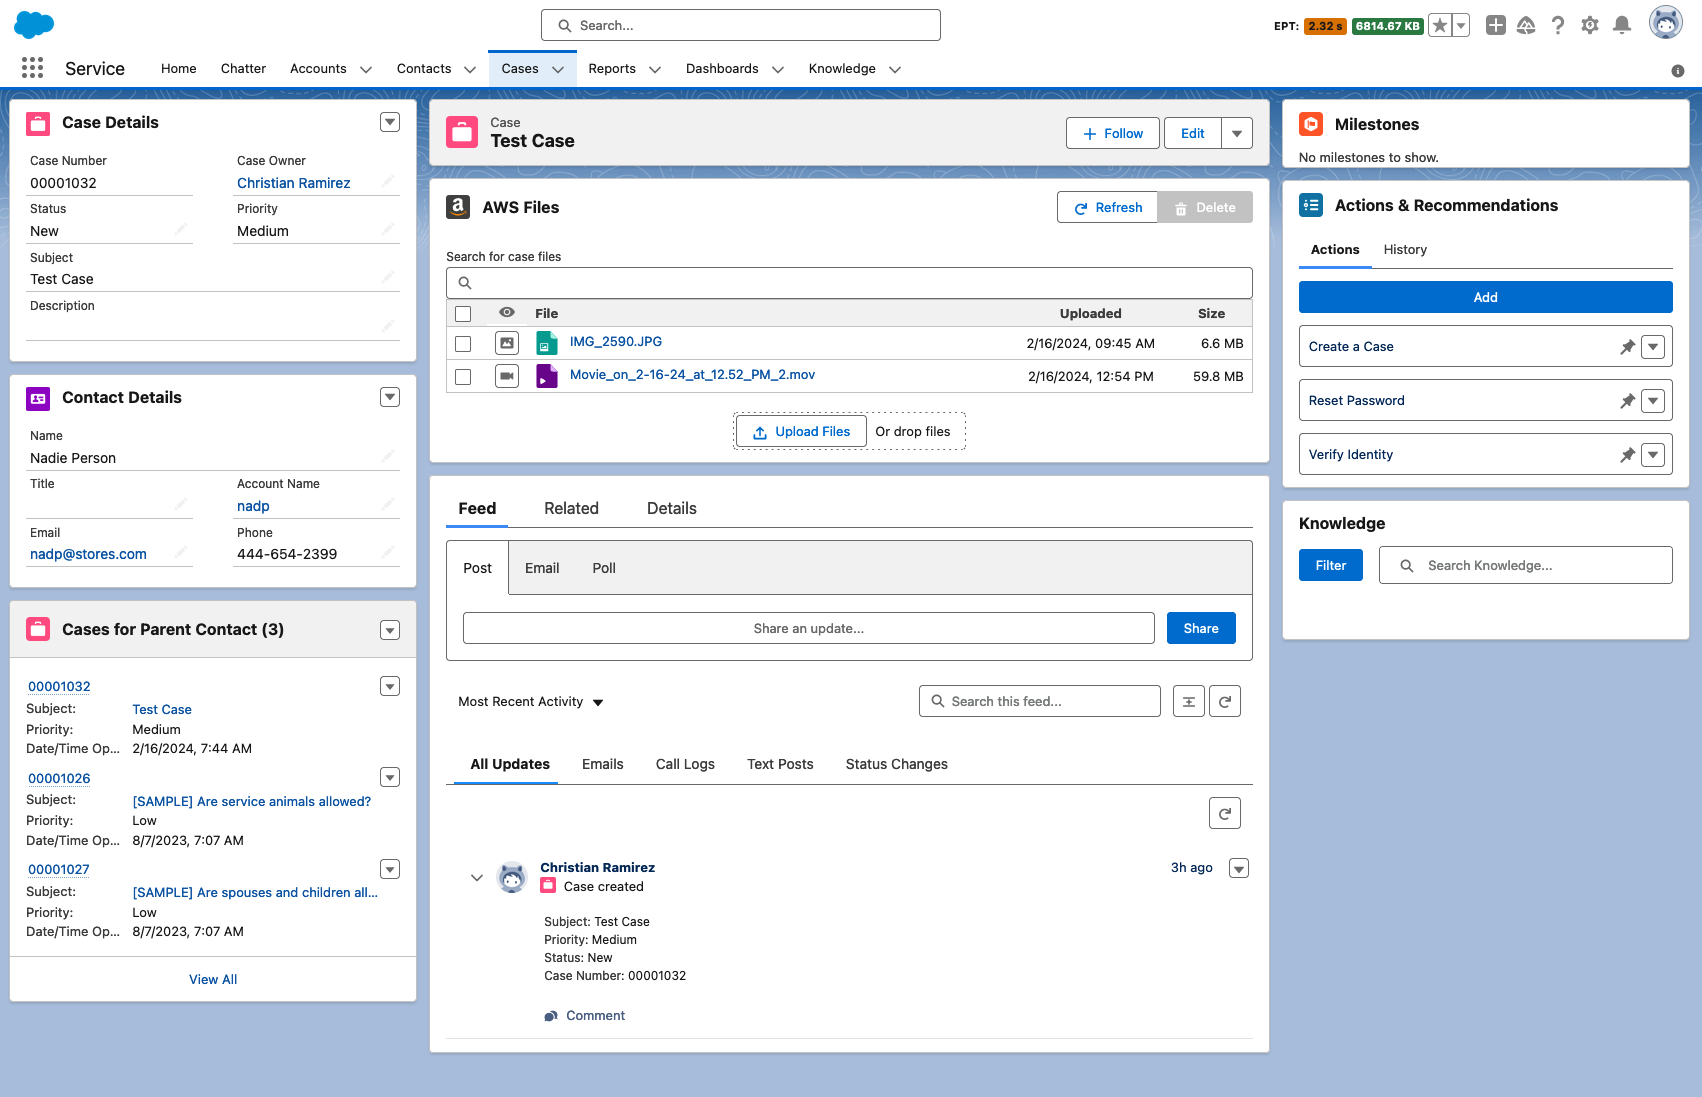 Search...
EPT: 2.32 s 6814.67 KB
Service
Home
Chatter
Accounts
Contacts
Cases
Reports
Dashboards
Knowledge
Case Details
Case Number
Case Owner
00001032
Christian Ramirez
Status
Priority
New
Medium
Subject
Test Case
Description
Contact Details
Name
Nadie Person
Title
Account Name
nadp
Email
Phone
nadp@stores.com
444-654-2399
Cases for Parent Contact (3)
00001032
Subject: Test Case
Priority: Medium
Date/Time Op... 2/16/2024, 7:44 AM
00001026
Subject: [SAMPLE] Are service animals allowed?
Priority: Low
Date/Time Op... 8/7/2023, 7:07 AM
00001027
Subject: [SAMPLE] Are spouses and children all...
Priority: Low
Date/Time Op... 8/7/2023, 7:07 AM
View All
Case
Test Case
Follow
Edit
AWS Files
Refresh
Delete
Search for case files
File Uploaded Size
IMG_2590.JPG 2/16/2024, 09:45 AM 6.6 MB
Movie_on_2-16-24_at_12.52_PM_2.mov 2/16/2024, 12:54 PM 59.8 MB
Upload Files Or drop files
Feed
Related
Details
Post
Email
Poll
Share an update...
Share
Most Recent Activity
Search this feed...
All Updates
Emails
Call Logs
Text Posts
Status Changes
Christian Ramirez
3h ago
Case created
Subject: Test Case
Priority: Medium
Status: New
Case Number: 00001032
Comment
Milestones
No milestones to show.
Actions & Recommendations
Actions
History
Add
Create a Case
Reset Password
Verify Identity
Knowledge
Filter
Search Knowledge...